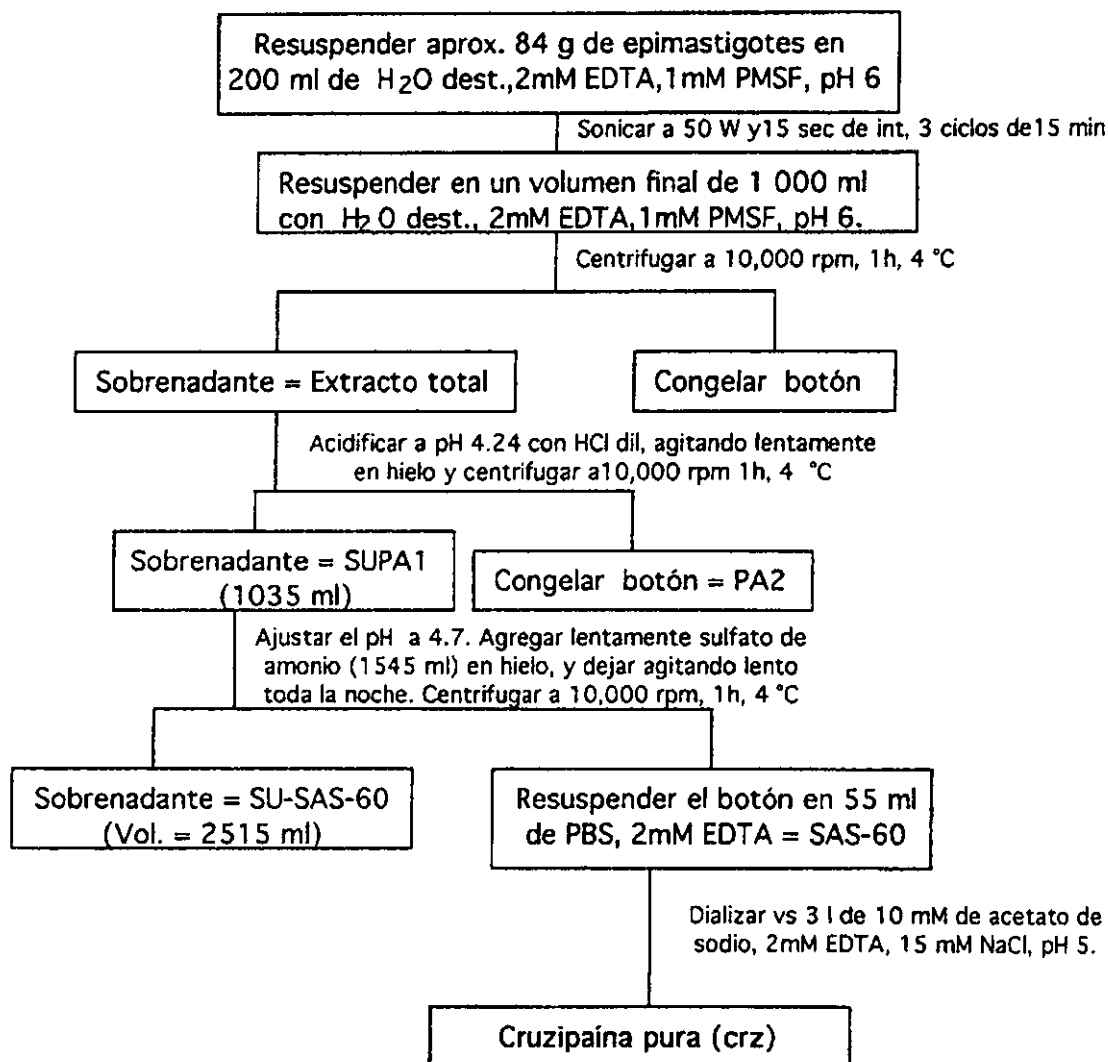 Resuspender aprox. 84 g de epimastigotes en
200 ml de H2O dest.,2mM EDTA,1mM PMSF, pH 6
Sonicar a 50 W y15 sec de int, 3 ciclos de15 min
Resuspender en un volumen final de 1 000 ml
con H2O dest., 2mM EDTA,1mM PMSF, pH 6.
Centrifugar a 10,000 rpm, 1h, 4 °C
Sobrenadante = Extracto total
Congelar botón
Acidificar a pH 4.24 con HCl dil, agitando lentamente
en hielo y centrifugar a10,000 rpm 1h, 4 °C
Sobrenadante = SUPA1
(1035 ml)
Congelar botón = PA2
Ajustar el pH a 4.7. Agregar lentamente sulfato de
amonio (1545 ml) en hielo, y dejar agitando lento
toda la noche. Centrifugar a 10,000 rpm, 1h, 4 °C
Sobrenadante = SU-SAS-60
(Vol. = 2515 ml)
Resuspender el botón en 55 ml
de PBS, 2mM EDTA = SAS-60
Dializar vs 3 l de 10 mM de acetato de
sodio, 2mM EDTA, 15 mM NaCl, pH 5.
Cruzipaína pura (crz)